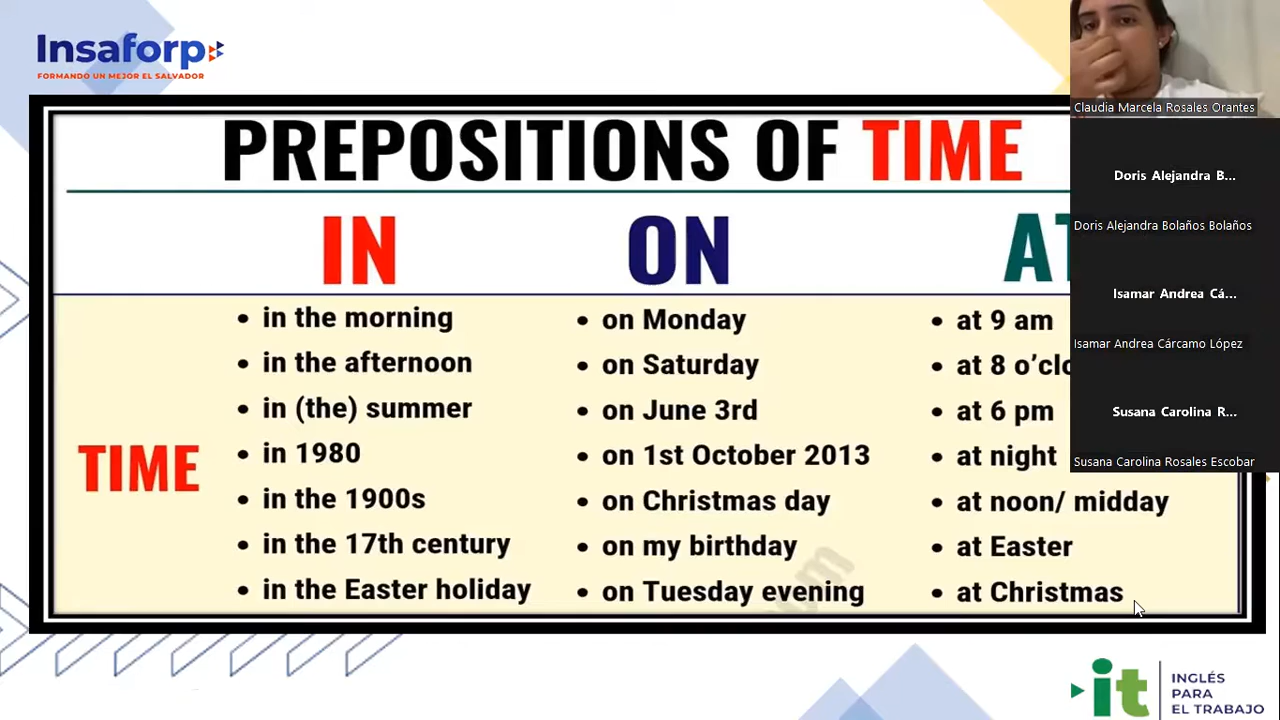 Insaforp
FORMANDO UN MEJOR EL SALVADOR
PREPOSITIONS OF TIME
IN
ON
AT
TIME
• in the morning
• in the afternoon
• in (the) summer
• in 1980
• in the 1900s
• in the 17th century
• in the Easter holiday
• on Monday
• on Saturday
• on June 3rd
• on 1st October 2013
• on Christmas day
• on my birthday
• on Tuesday evening
• at 9 am
• at 8 o’clo
• at 6 pm
• at night
• at noon/ midday
• at Easter
• at Christmas
Claudia Marcela Rosales Orantes
Doris Alejandra B...
Doris Alejandra Bolaños Bolaños
Isamar Andrea Cá...
Isamar Andrea Cárcamo López
Susana Carolina R...
Susana Carolina Rosales Escobar
it
INGLÉS
PARA
EL TRABAJO